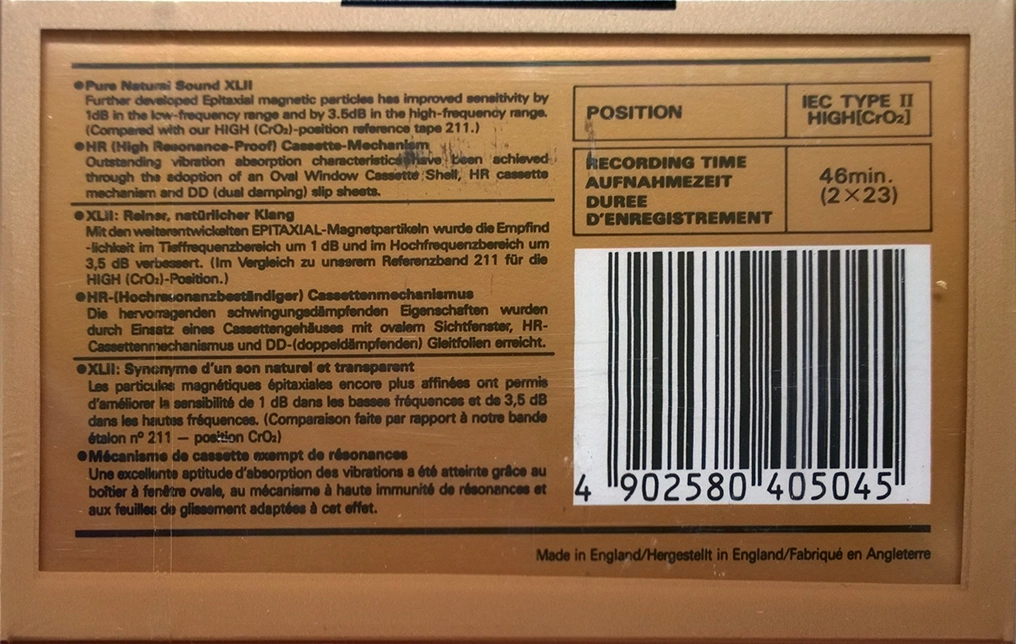 ●Pure Natural Sound XLII
Further developed Epitaxial magnetic particles has improved sensitivity by
1dB in the low-frequency range and by 3.5dB in the high-frequency range.
(Compared with our HIGH (CrO₂)-position reference tape 211.)
●HR (High Resonance-Proof) Cassette-Mechanism
Outstanding vibration absorption characteristics have been achieved
through the adoption of an Oval Window Cassette Shell, HR cassette
mechanism and DD (dual damping) slip sheets.
●XLII: Reiner, natürlicher Klang
Mit den weiterentwickelten EPITAXIAL-Magnetpartikeln wurde die Empfind
-lichkeit im Tieffrequenzbereich um 1 dB und im Hochfrequenzbereich um
3,5 dB verbessert. (Im Vergleich zu unserem Referenzband 211 für die
HIGH (CrO₂)-Position.)
●HR-(Hochresonanzbeständiger) Cassettenmechanismus
Die hervorragenden schwingungsdämpfenden Eigenschaften wurden
durch Einsatz eines Cassettengehäuses mit ovalem Sichtfenster, HR-
Cassettenmechanismus und DD-(doppeldämpfenden) Gleitfolien erreicht.
●XLII: Synonyme d'un son naturel et transparent
Les particules magnétiques épitaxiales encore plus affinées ont permis
d'améliorer la sensibilité de 1 dB dans les basses fréquences et de 3,5 dB
dans les hautes fréquences. (Comparaison faite par rapport à notre bande
étalon n° 211 — position CrO₂)
●Mécanisme de cassette exempt de résonances
Une excellente aptitude d'absorption des vibrations a été atteinte grâce au
boîtier à fenêtre ovale, au mécanisme à haute immunité de résonances et
aux feuilles de glissement adaptées à cet effet.
POSITION
IEC TYPE II
HIGH[CrO₂]
RECORDING TIME
AUFNAHMEZEIT
DUREE
D'ENREGISTREMENT
46min.
(2×23)
4 902580 405045
Made in England/Hergestellt in England/Fabriqué en Angleterre